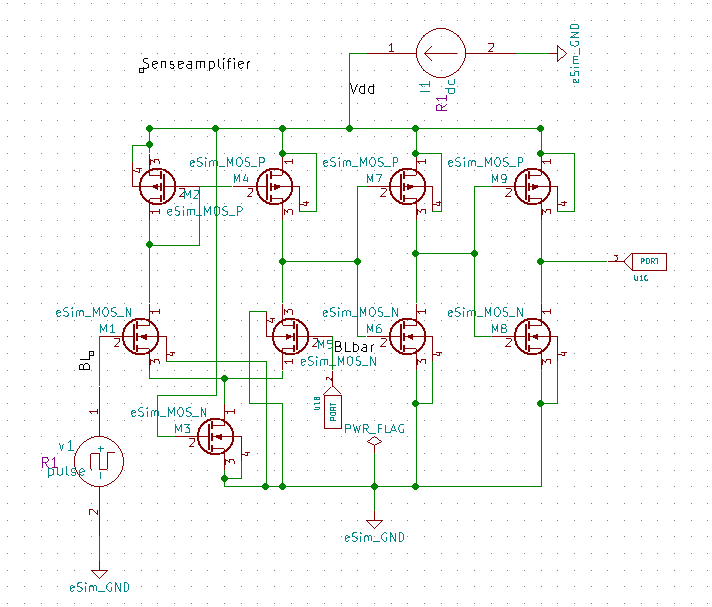 Senseamplifier
1
2
eSim_GND
I1
dc
R1
Vdd
3
4
2
1
M2
eSim_MOS_P
eSim_MOS_P
M4
1
2
3
4
eSim_MOS_P
M7
1
2
3
4
eSim_MOS_P
M9
1
2
3
4
3
PORT
U1C
eSim_MOS_N
M1
1
2
3
4
BL
4
3
2
1
M5
BLbar
eSim_MOS_N
2
U1B
PORT
eSim_MOS_N
M6
1
2
3
4
eSim_MOS_N
M8
1
2
3
4
eSim_MOS_N
M3
1
2
3
4
PWR_FLAG
eSim_GND
1
v1
R1
pulse
+
-
2
eSim_GND